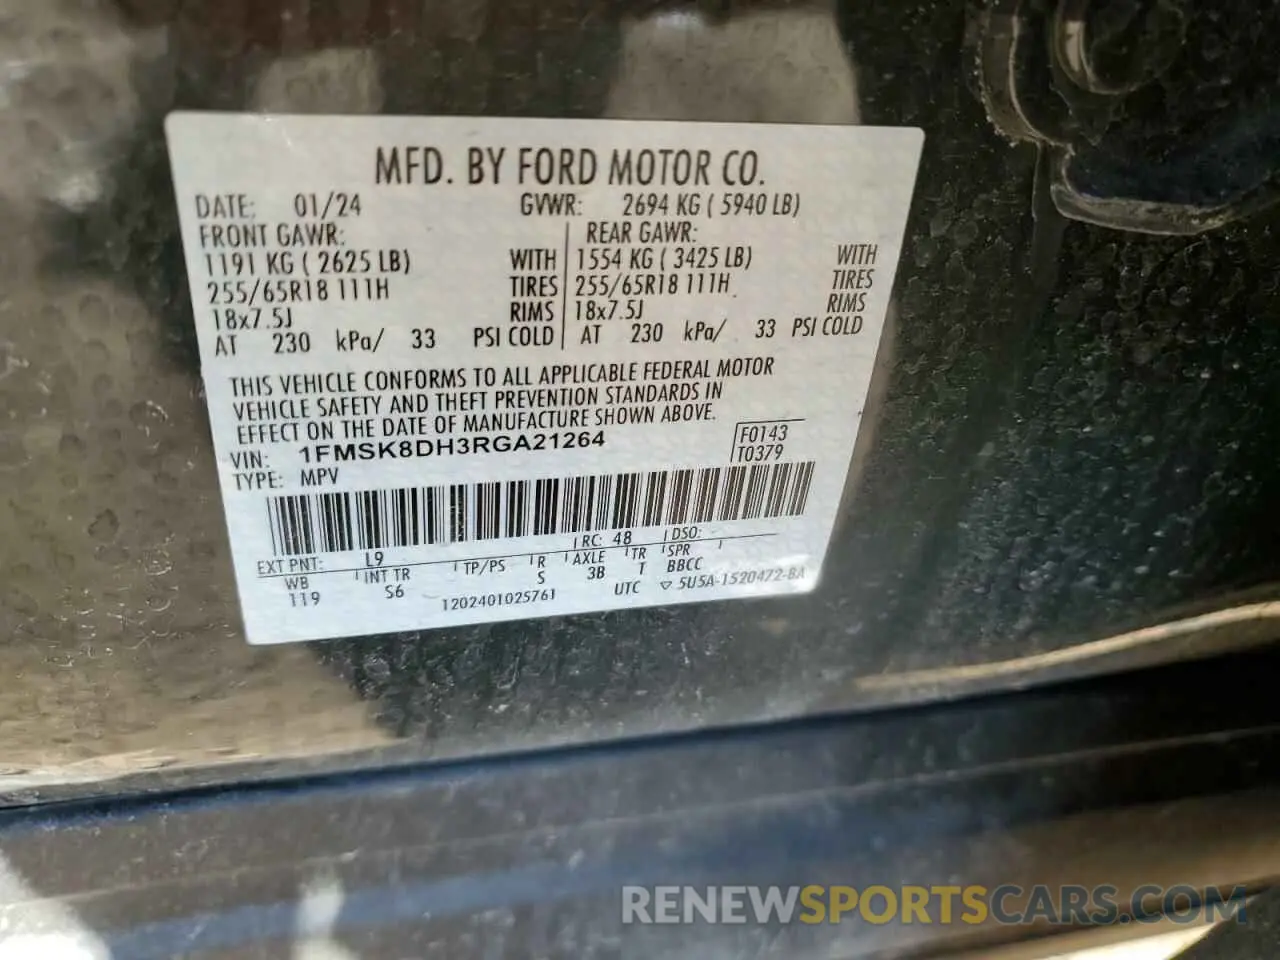 MFD. BY FORD MOTOR CO.
DATE: 01/24 GVWR: 2694 KG ( 5940 LB)
FRONT GAWR: REAR GAWR:
1191 KG ( 2625 LB) WITH 1554 KG ( 3425 LB) WITH
255/65R18 111H TIRES 255/65R18 111H TIRES
18x7.5J RIMS 18x7.5J RIMS
AT 230 kPa/ 33 PSI COLD AT 230 kPa/ 33 PSI COLD
THIS VEHICLE CONFORMS TO ALL APPLICABLE FEDERAL MOTOR
VEHICLE SAFETY AND THEFT PREVENTION STANDARDS IN
EFFECT ON THE DATE OF MANUFACTURE SHOWN ABOVE.
VIN: 1FMSK8DH3RGA21264 F0143
TYPE: MPV T0379
EXT PNT: L9 RC: 48 DSO:
WB INT TR TP/PS R AXLE TR SPR
119 S6 S 3B T BBCC
1202401025761 UTC ▽ 5U5A-1520472-BA
RENEWSPORTSCARS.COM